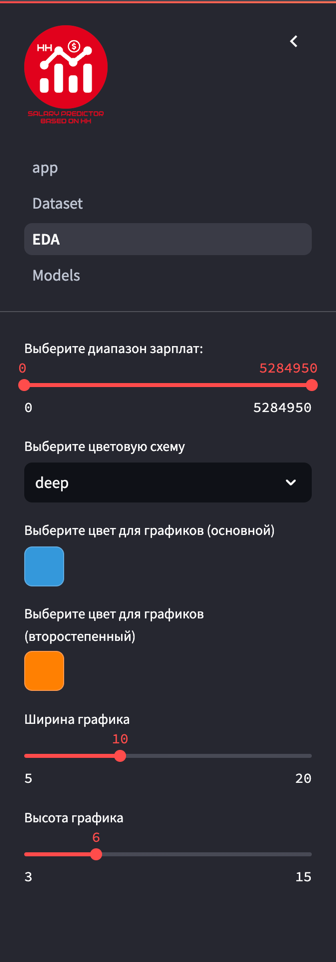 HH
$
SALARY PREDICTOR
BASED ON HH
app
Dataset
EDA
Models
Выберите диапазон зарплат:
0 5284950
0 5284950
Выберите цветовую схему
deep
Выберите цвет для графиков (основной)
Выберите цвет для графиков
(второстепенный)
Ширина графика
10
5 20
Высота графика
6
3 15